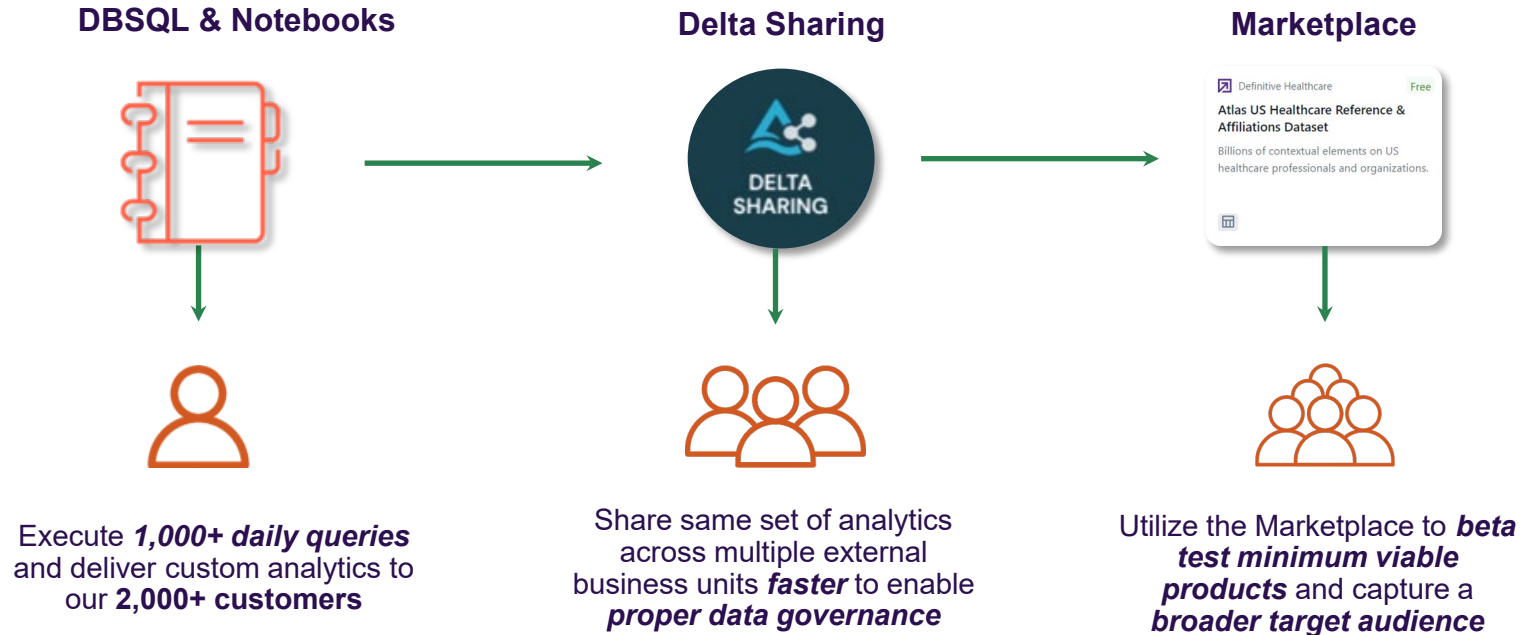 DBSQL & Notebooks
Delta Sharing
Marketplace
DELTA
SHARING
Definitive Healthcare
Free
Atlas US Healthcare Reference &
Affiliations Dataset
Billions of contextual elements on US
healthcare professionals and organizations.
Execute 1,000+ daily queries
and deliver custom analytics to
our 2,000+ customers
Share same set of analytics
across multiple external
business units faster to enable
proper data governance
Utilize the Marketplace to beta
test minimum viable
products and capture a
broader target audience